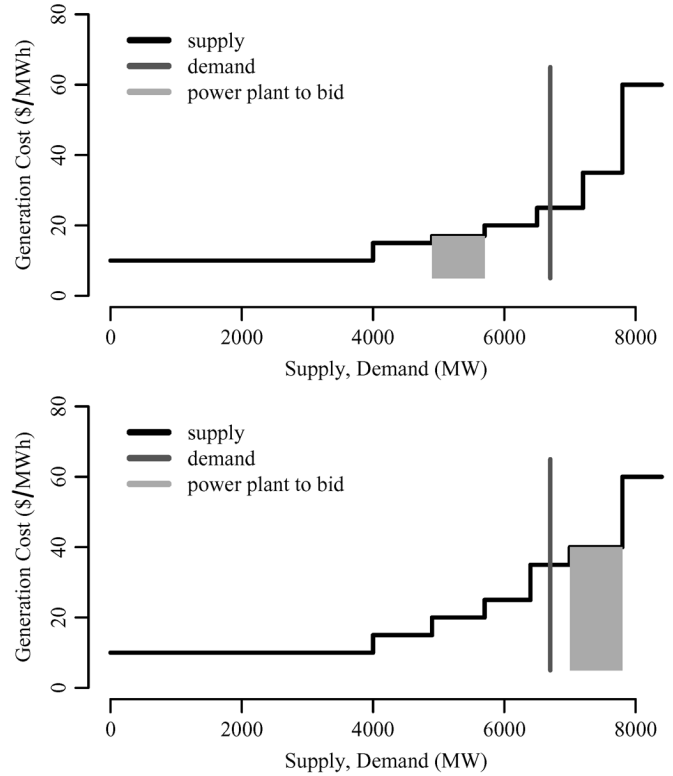 80
60
40
20
0
Generation Cost ($/MWh)
supply
demand
power plant to bid
0 2000 4000 6000 8000
Supply, Demand (MW)
80
60
40
20
0
Generation Cost ($/MWh)
supply
demand
power plant to bid
0 2000 4000 6000 8000
Supply, Demand (MW)